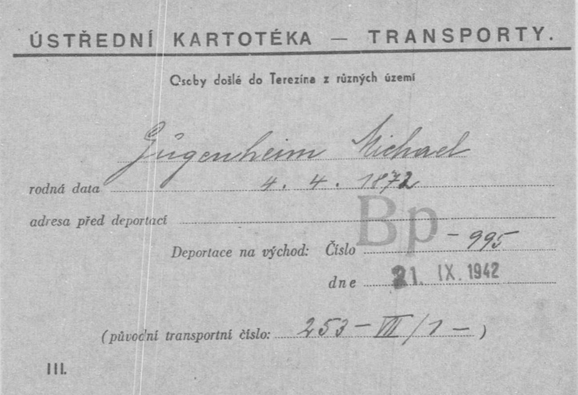 ÚSTŘEDNÍ KARTOTÉKA — TRANSPORTY.
Osoby došlé do Terezína z různých území
Gugenheim Michael
rodná data 4. 4. 1872
adresa před deportací
Bp
Deportace na východ: Číslo -995
dne 21. IX. 1942
(původní transportní číslo: 253-VII/1- )
III.